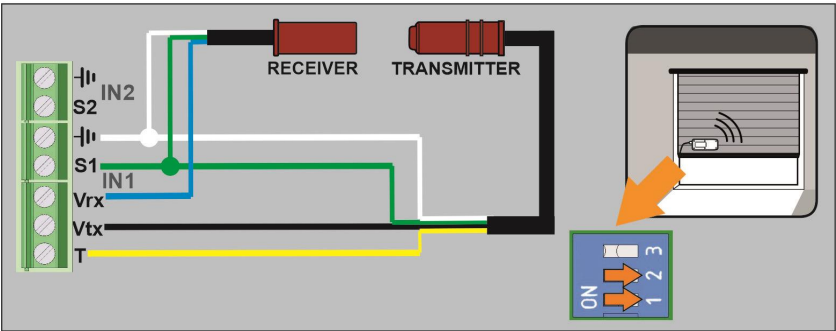 IN2
S2
S1
IN1
Vrx
Vtx
T
RECEIVER
TRANSMITTER
ON
1
2
3